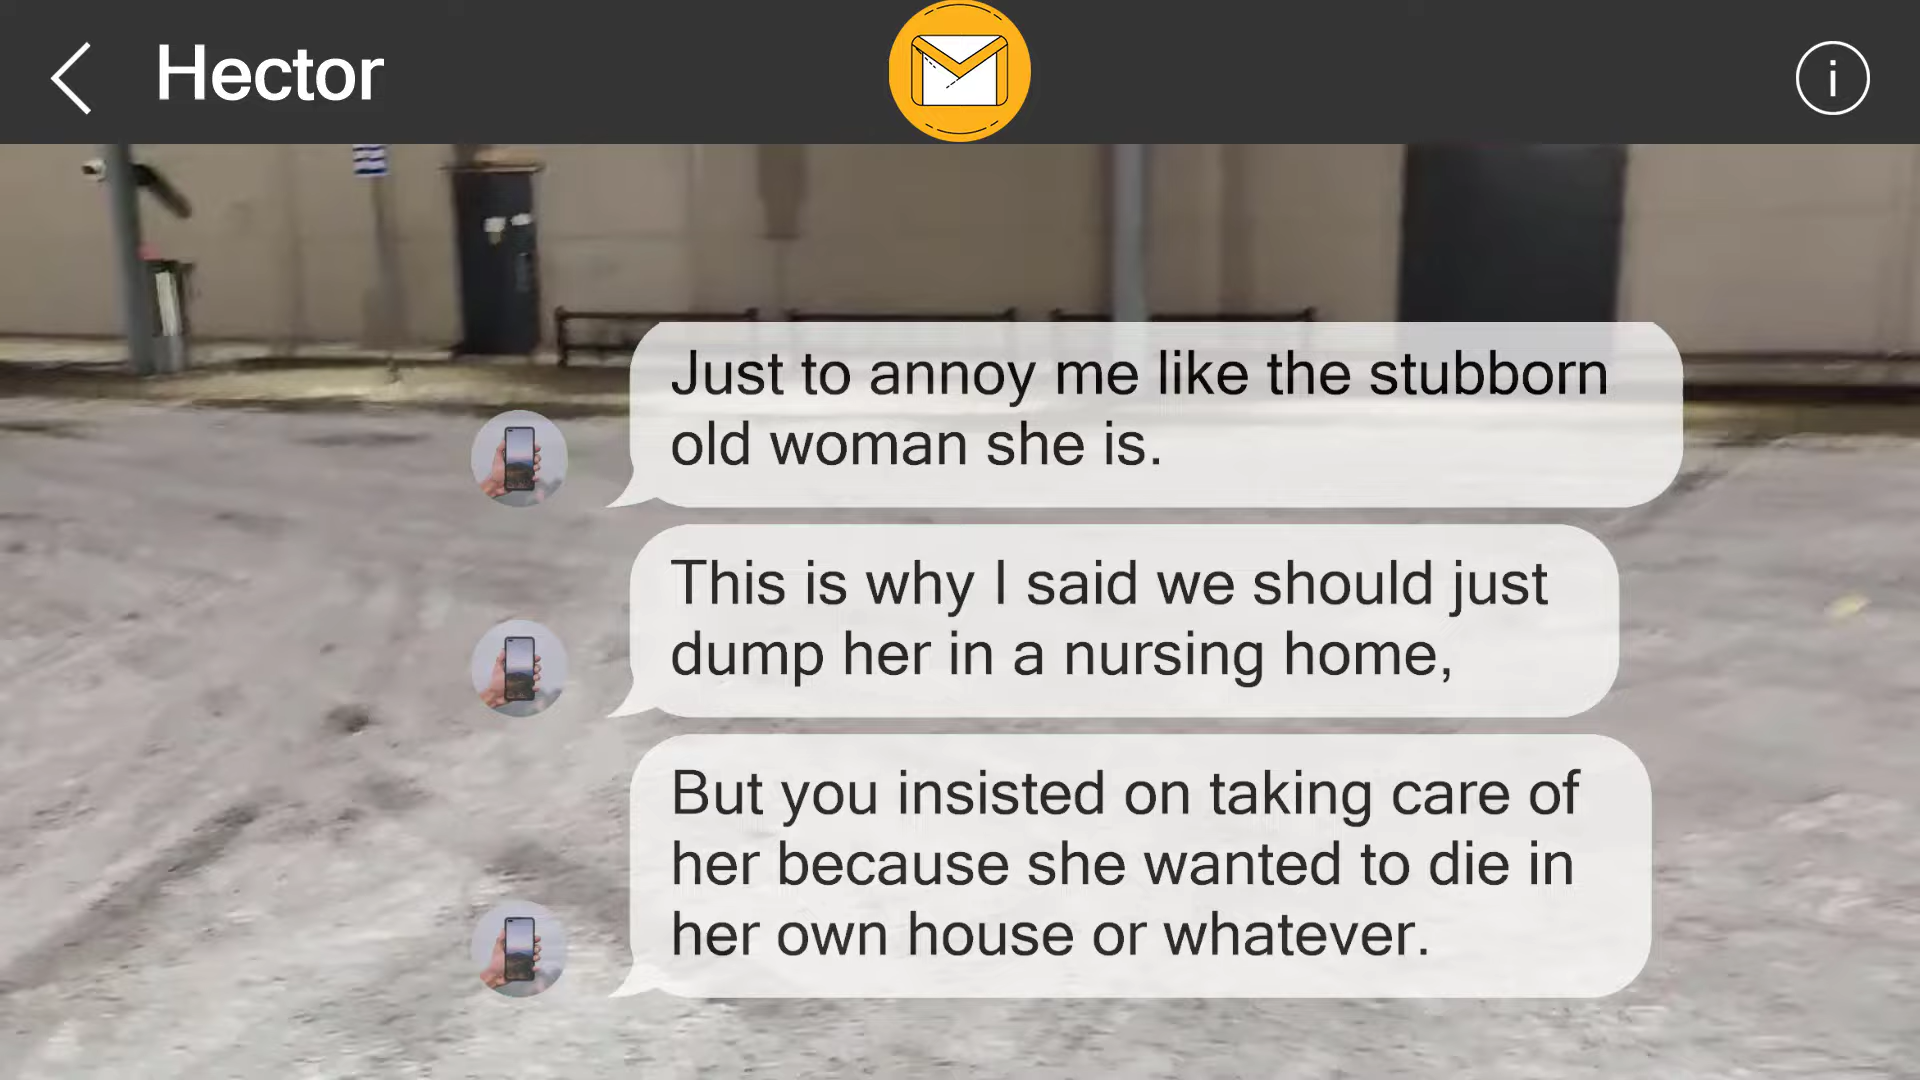 Hector
i
Just to annoy me like the stubborn
old woman she is.
This is why I said we should just
dump her in a nursing home,
But you insisted on taking care of
her because she wanted to die in
her own house or whatever.